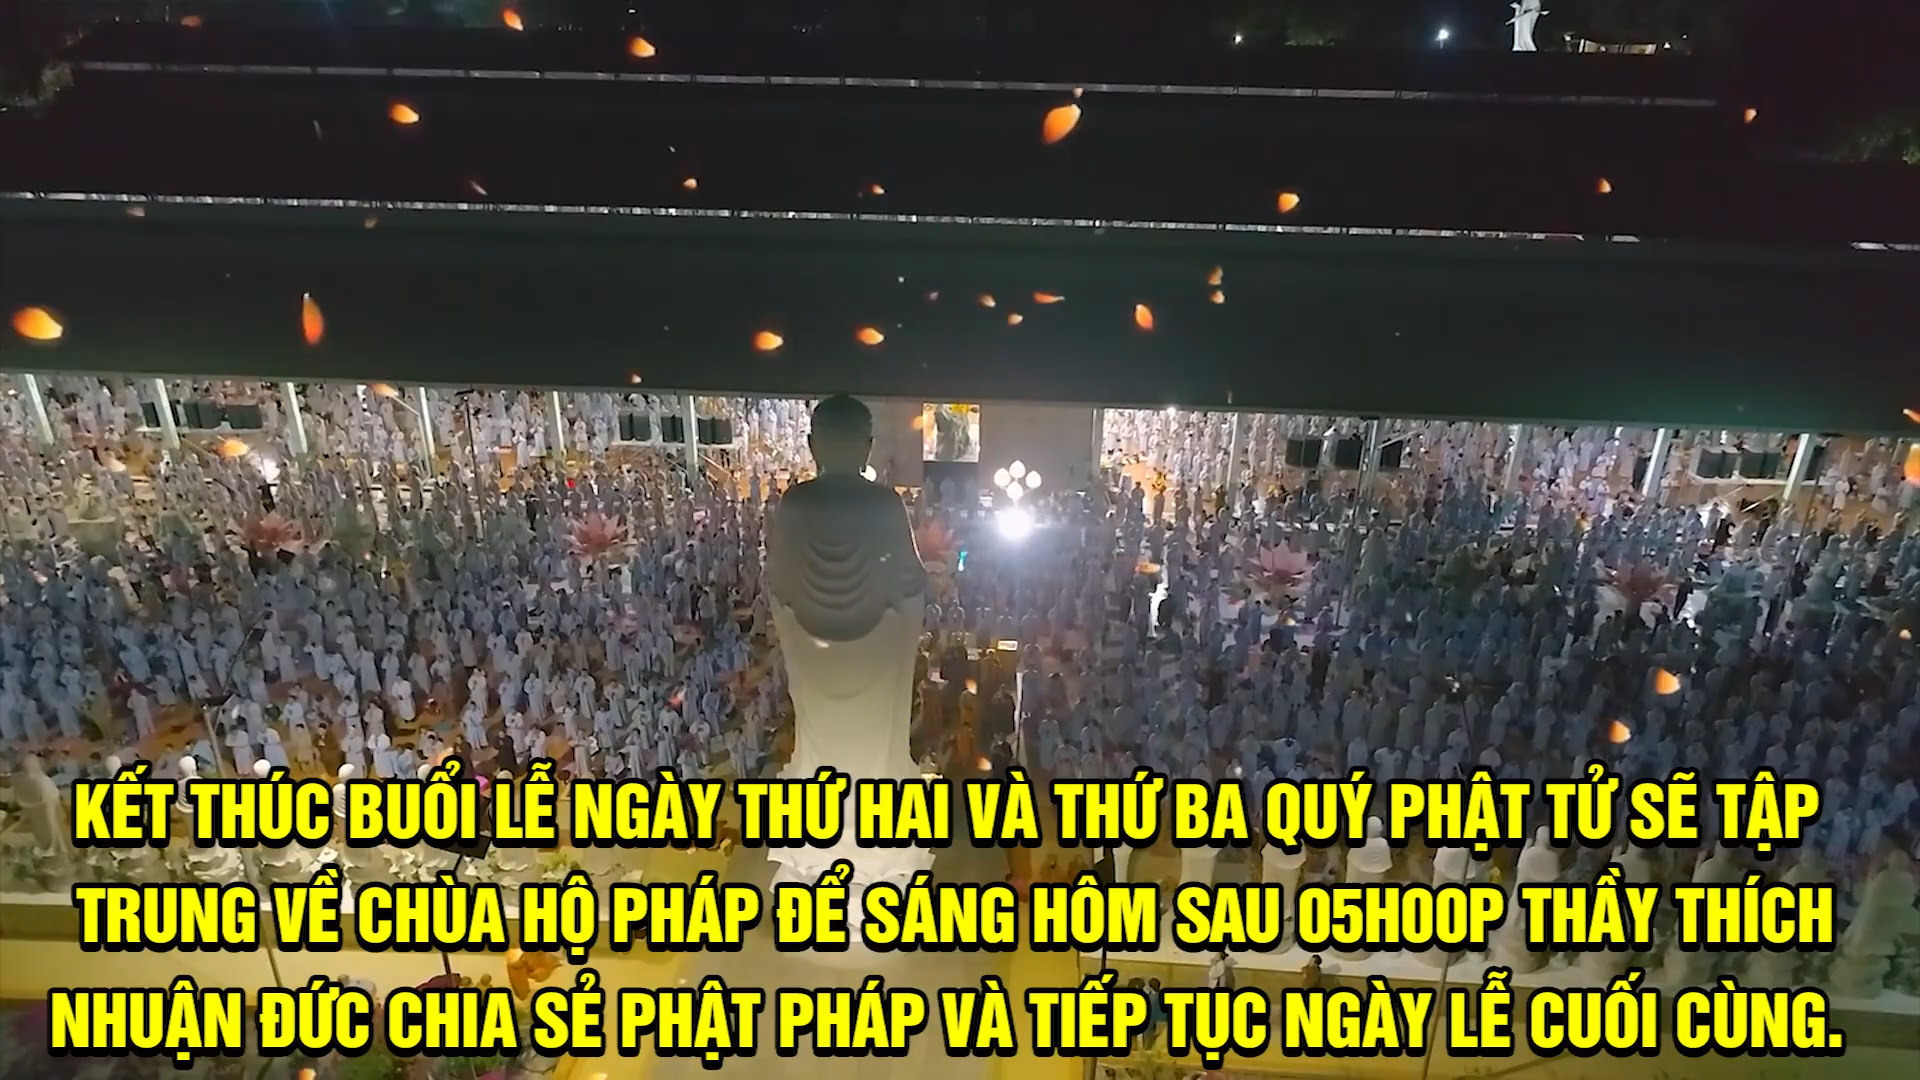 KẾT THÚC BUỔI LỄ NGÀY THỨ HAI VÀ THỨ BA QUÝ PHẬT TỬ SẼ TẬP
TRUNG VỀ CHÙA HỘ PHÁP ĐỂ SÁNG HÔM SAU 05H00P THẦY THÍCH
NHUẬN ĐỨC CHIA SẺ PHẬT PHÁP VÀ TIẾP TỤC NGÀY LỄ CUỐI CÙNG.